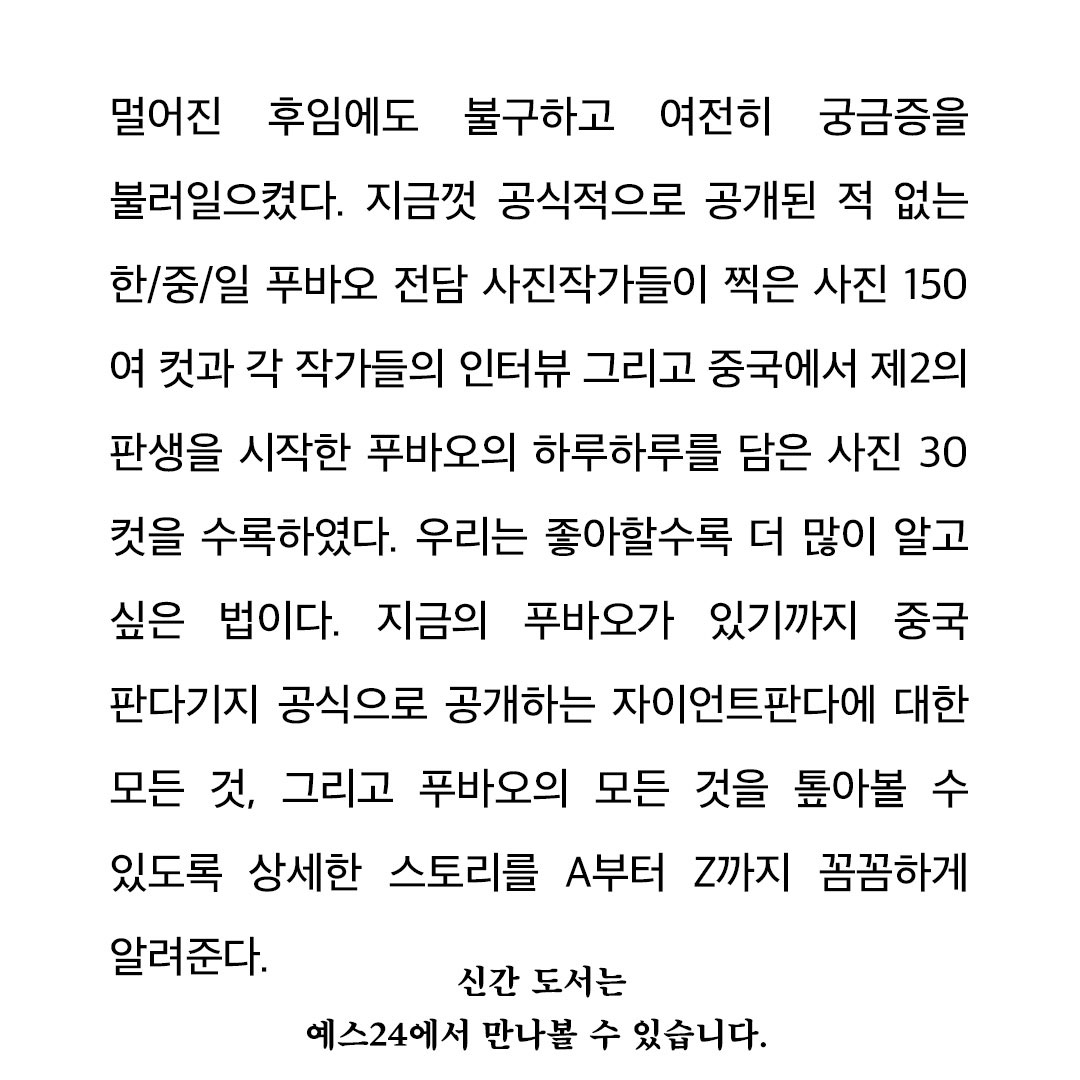 멀어진 후임에도 불구하고 여전히 궁금증을
불러일으켰다. 지금껏 공식적으로 공개된 적 없는
한/중/일 푸바오 전담 사진작가들이 찍은 사진 150
여 컷과 각 작가들의 인터뷰 그리고 중국에서 제2의
판생을 시작한 푸바오의 하루하루를 담은 사진 30
컷을 수록하였다. 우리는 좋아할수록 더 많이 알고
싶은 법이다. 지금의 푸바오가 있기까지 중국
판다기지 공식으로 공개하는 자이언트판다에 대한
모든 것, 그리고 푸바오의 모든 것을 톺아볼 수
있도록 상세한 스토리를 A부터 Z까지 꼼꼼하게
알려준다.
신간 도서는
예스24에서 만나볼 수 있습니다.